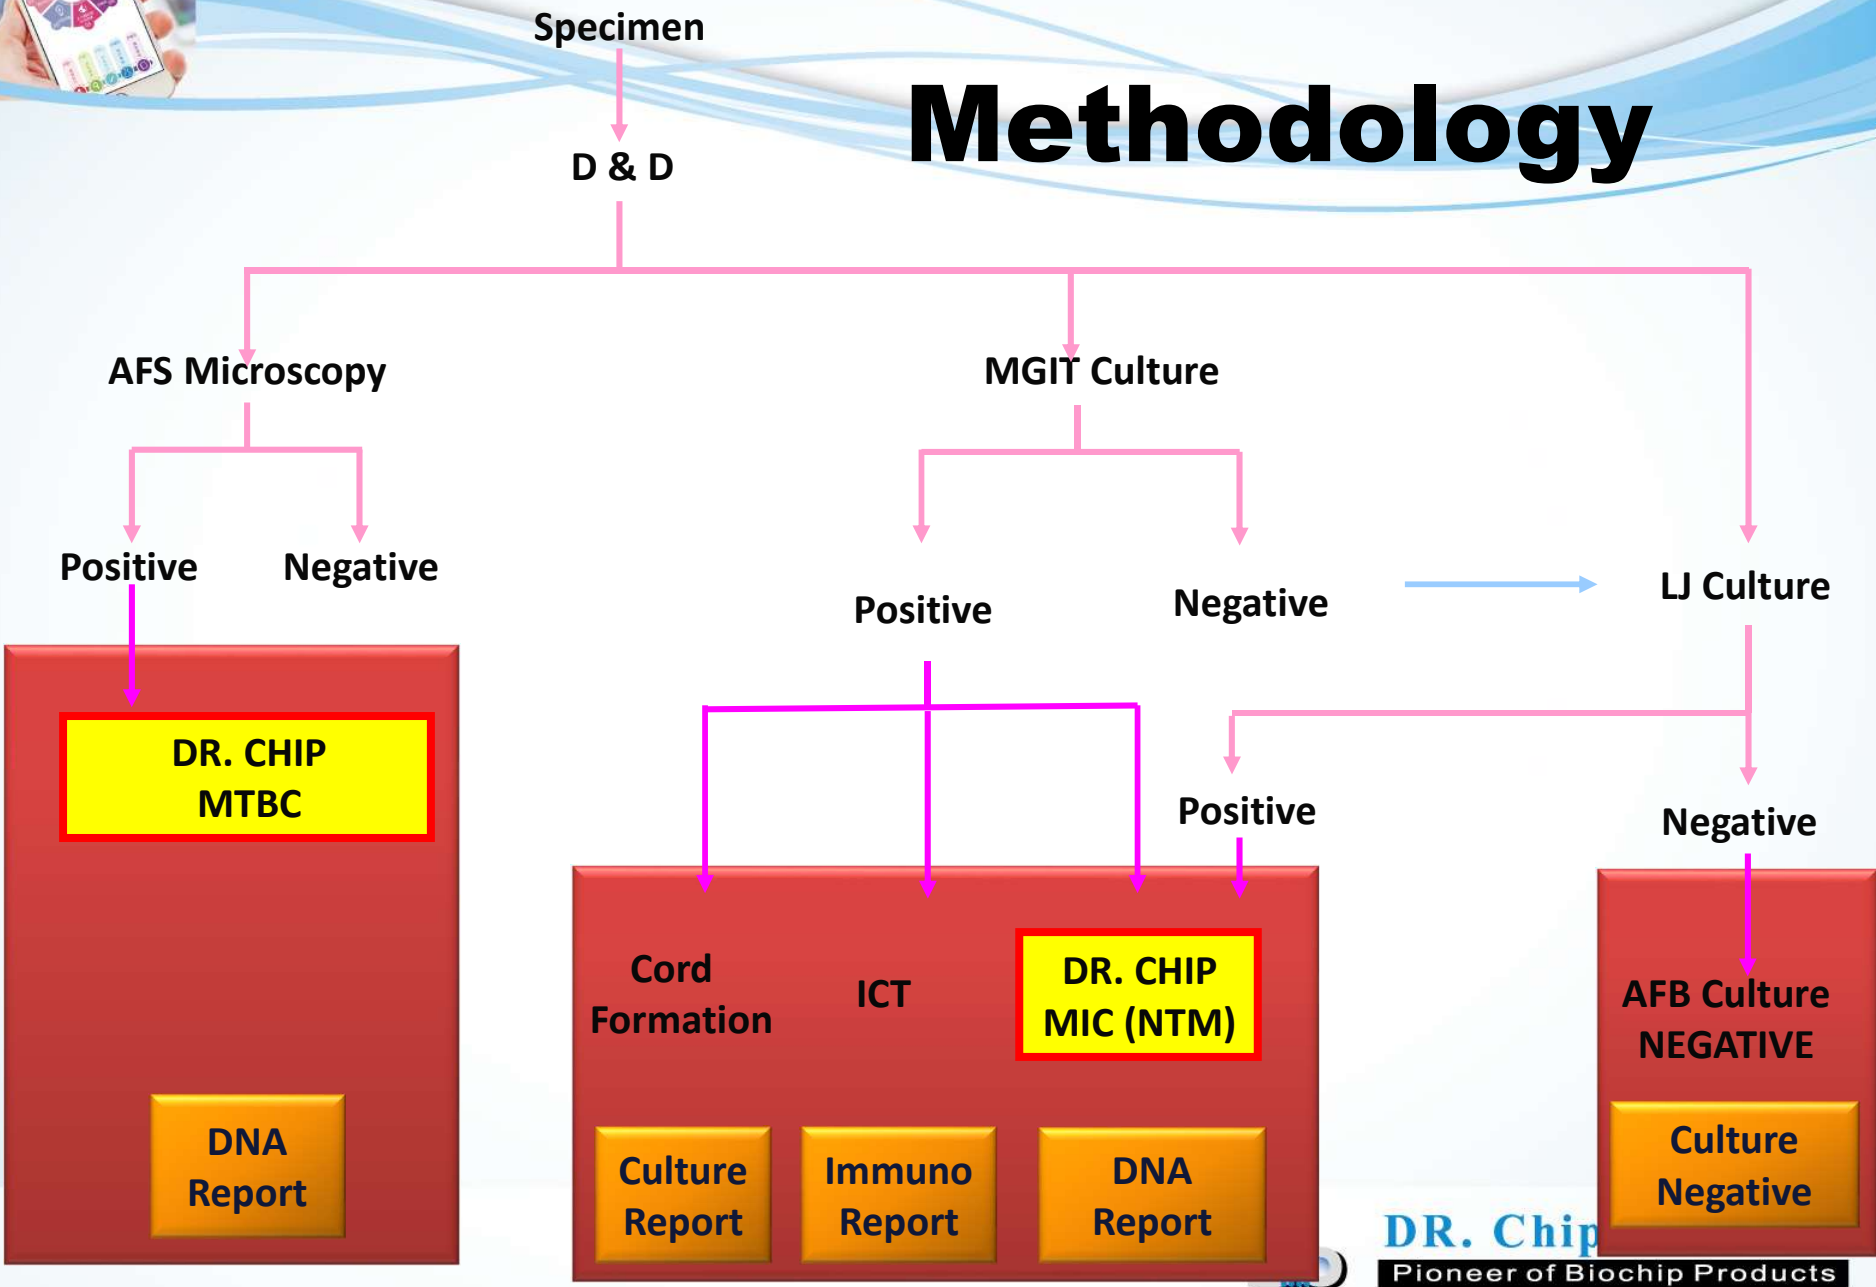 Specimen
Methodology
D & D
AFS Microscopy
MGIT Culture
Positive
Negative
Positive
Negative
LJ Culture
DR. CHIP
MTBC
Positive
Negative
Cord
Formation
ICT
DR. CHIP
MIC (NTM)
AFB Culture
NEGATIVE
DNA
Report
Culture
Report
Immuno
Report
DNA
Report
Culture
Negative
DR. Chip
Pioneer of Biochip Products